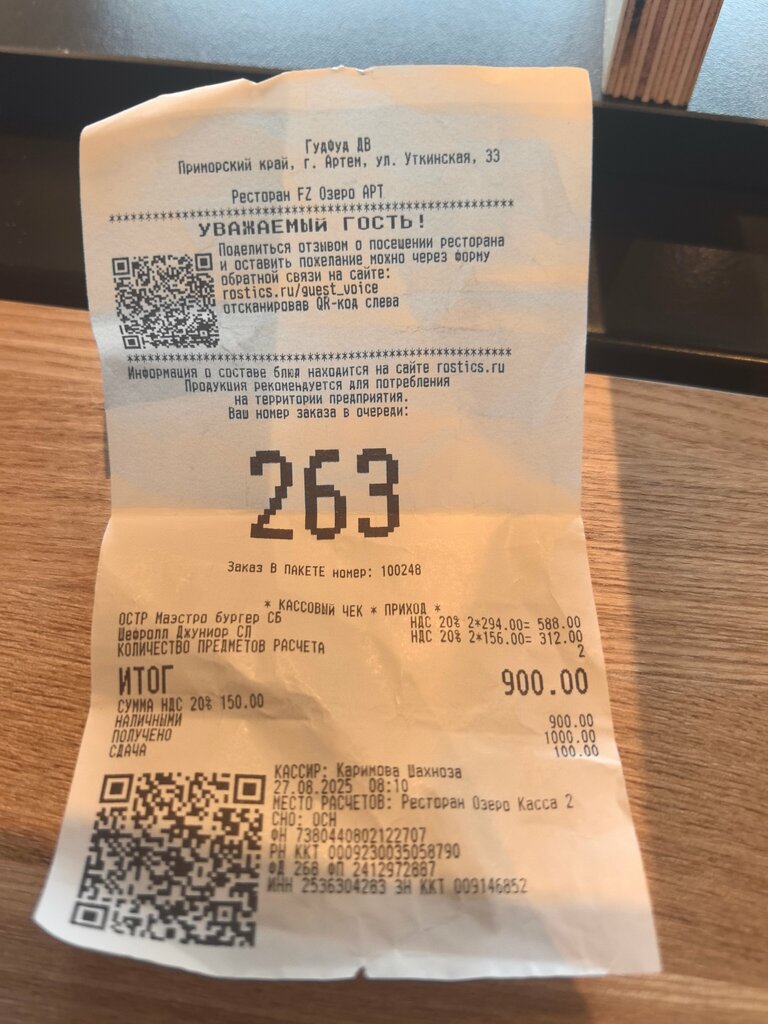 ГудФуд ДВ
Приморский край, г. Артем, ул. Уткинская, 33
Ресторан FZ Озеро АРТ
*******************************************************
УВАЖАЕМЫЙ ГОСТЬ!
Поделиться отзывом о посещении ресторана
и оставить пожелание можно через форму
обратной связи на сайте:
rostics.ru/guest_voice
отсканировав QR-код слева
*******************************************************
Информация о составе блюд находится на сайте rostics.ru
Продукция рекомендуется для потребления
на территории предприятия.
Ваш номер заказа в очереди:
263
Заказ В ПАКЕТЕ номер: 100248
* КАССОВЫЙ ЧЕК * ПРИХОД *
ОСТР Маэстро бургер СБ НДС 20% 2*294.00= 588.00
Шефролл Джуниор СП НДС 20% 2*156.00= 312.00
КОЛИЧЕСТВО ПРЕДМЕТОВ РАСЧЕТА 2
ИТОГ 900.00
СУММА НДС 20% 150.00
НАЛИЧНЫМИ 900.00
ПОЛУЧЕНО 1000.00
СДАЧА 100.00
КАССИР: Каримова Шахноза
27.08.2025 08:10
МЕСТО РАСЧЕТОВ: Ресторан Озеро Касса 2
СНО: ОСН
ФН 7380440802122707
РН ККТ 0009230035058790
ФД 268 ФП 2412972887
ИНН 2536304283 ЗН ККТ 009146852